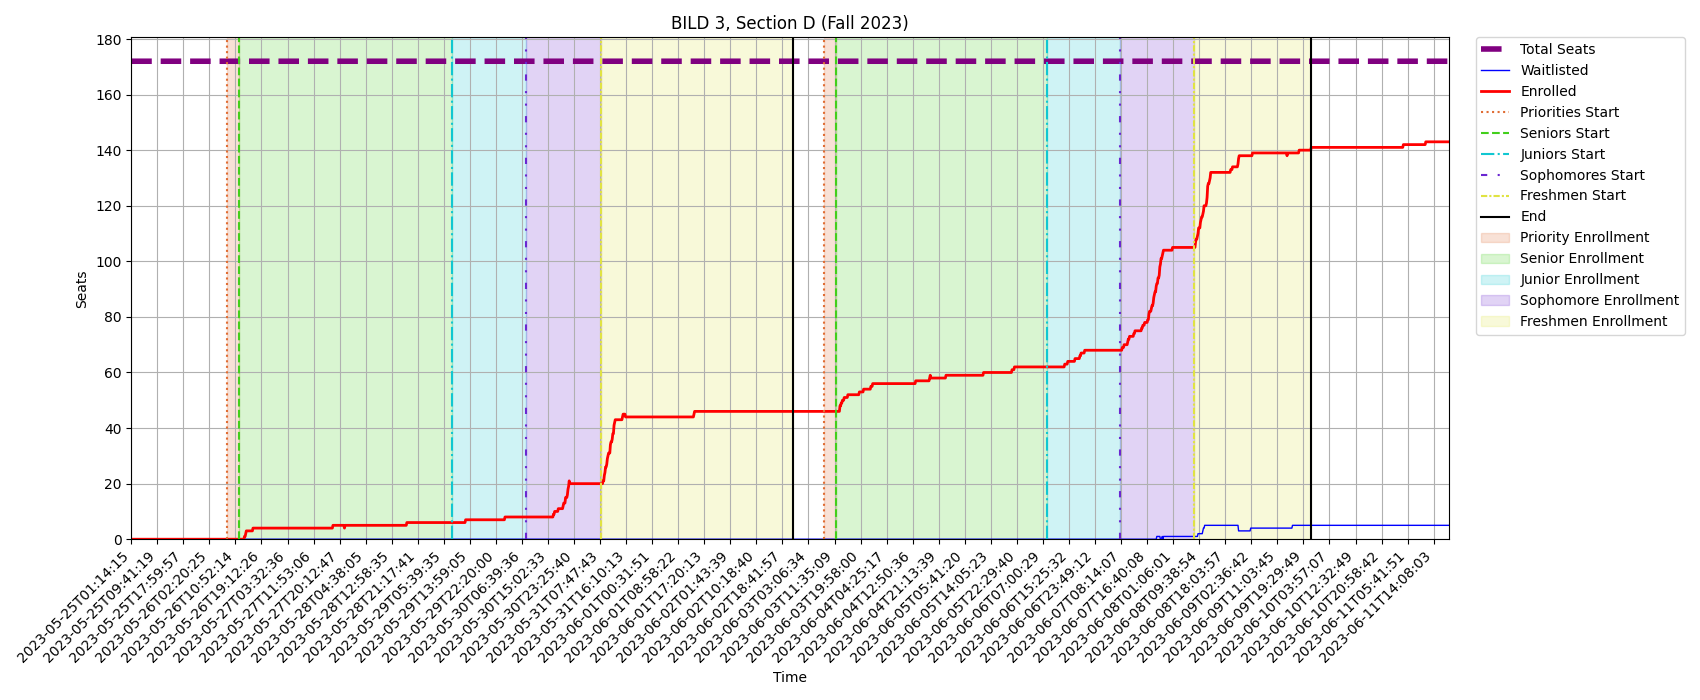 BILD 3, Section D (Fall 2023)
180
160
140
120
100
80
60
40
20
0
Seats
2023-05-25T01:14:15
2023-05-25T09:41:19
2023-05-25T17:59:57
2023-05-26T02:20:25
2023-05-26T10:52:14
2023-05-26T19:12:26
2023-05-27T03:32:36
2023-05-27T11:53:06
2023-05-27T20:12:47
2023-05-28T04:38:05
2023-05-28T12:58:35
2023-05-28T21:17:41
2023-05-29T05:39:35
2023-05-29T13:59:05
2023-05-29T22:20:00
2023-05-30T06:39:36
2023-05-30T15:02:33
2023-05-30T23:25:40
2023-05-31T07:47:43
2023-05-31T16:10:13
2023-06-01T00:31:51
2023-06-01T08:58:22
2023-06-01T17:20:13
2023-06-02T01:43:39
2023-06-02T10:18:40
2023-06-02T18:41:57
2023-06-03T03:06:34
2023-06-03T11:35:09
2023-06-03T19:58:00
2023-06-04T04:25:17
2023-06-04T12:50:36
2023-06-04T21:13:39
2023-06-05T05:41:20
2023-06-05T14:05:23
2023-06-05T22:29:40
2023-06-06T07:00:29
2023-06-06T15:25:32
2023-06-06T23:49:12
2023-06-07T08:14:07
2023-06-07T16:40:08
2023-06-08T01:06:01
2023-06-08T09:38:54
2023-06-08T18:03:57
2023-06-09T02:36:42
2023-06-09T11:03:45
2023-06-09T19:29:49
2023-06-10T03:57:07
2023-06-10T12:32:49
2023-06-10T20:58:42
2023-06-11T05:41:51
2023-06-11T14:08:03
Time
Total Seats
Waitlisted
Enrolled
Priorities Start
Seniors Start
Juniors Start
Sophomores Start
Freshmen Start
End
Priority Enrollment
Senior Enrollment
Junior Enrollment
Sophomore Enrollment
Freshmen Enrollment